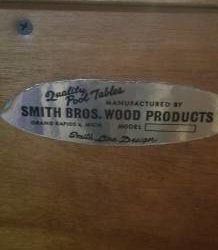 Quality
Pool Tables
MANUFACTURED BY
SMITH BROS. WOOD PRODUCTS
GRAND RAPIDS 4, MICH. MODEL
Smith Line Design